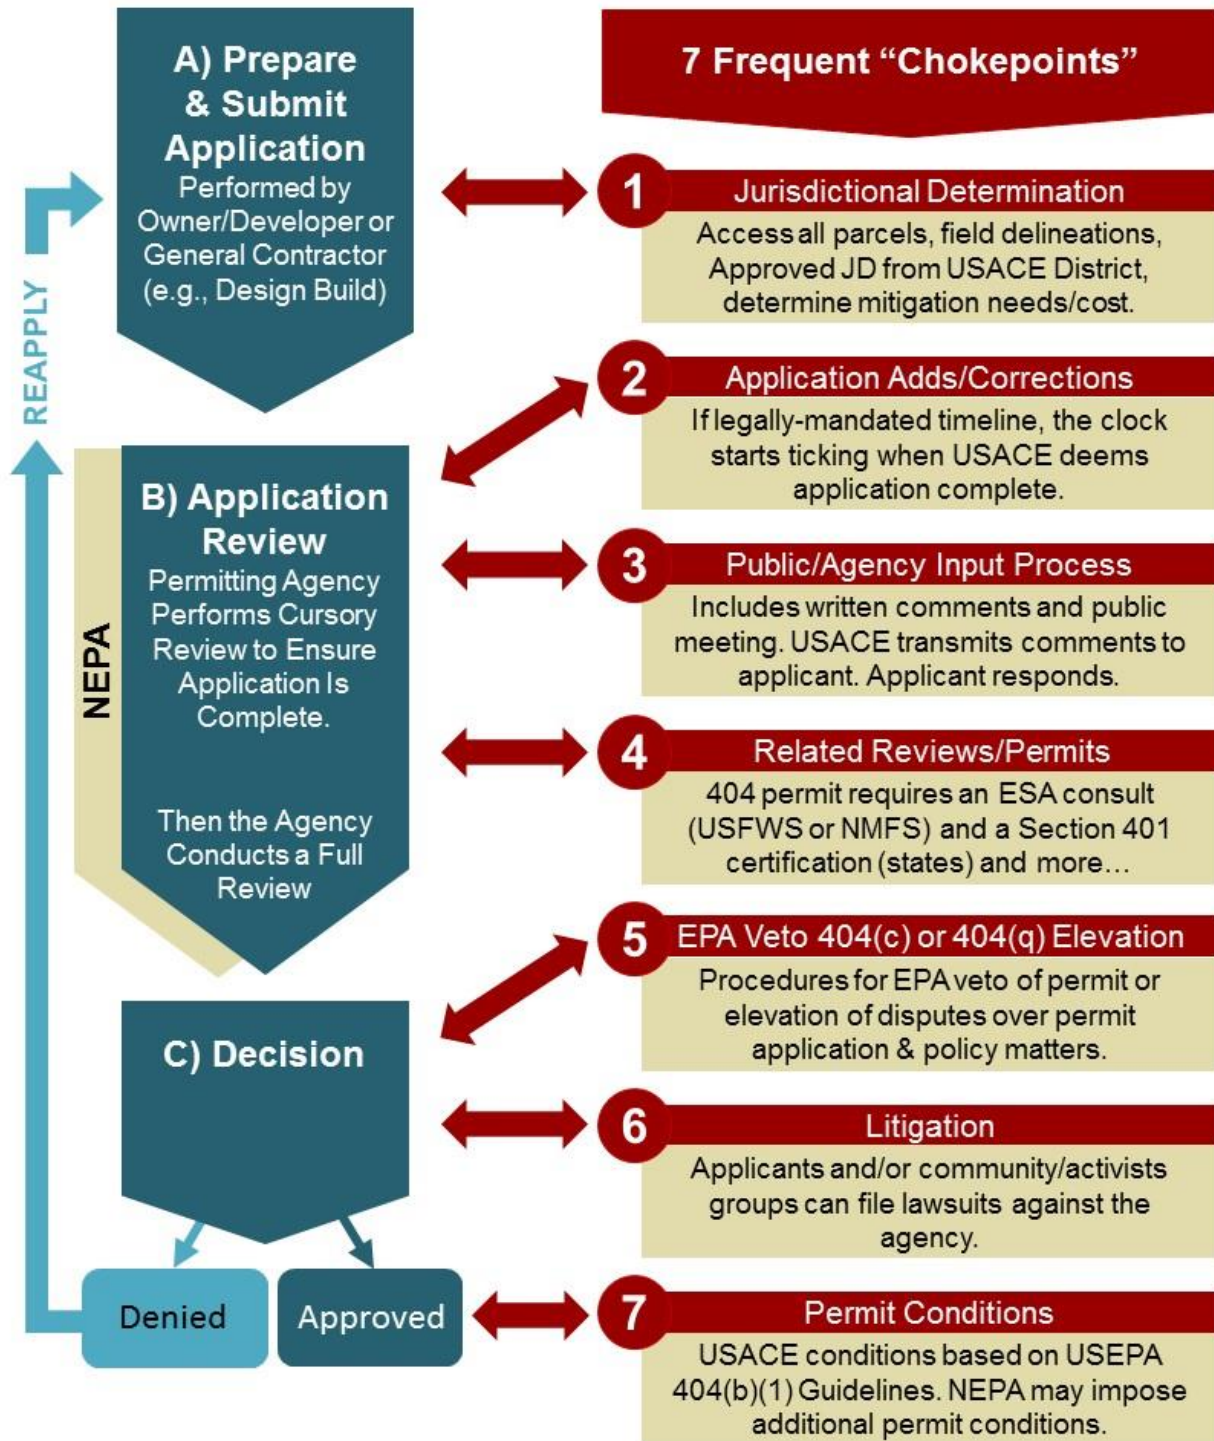 A) Prepare
& Submit
Application
Performed by
Owner/Developer or
General Contractor
(e.g., Design Build)
REAPPLY
NEPA
B) Application
Review
Permitting Agency
Performs Cursory
Review to Ensure
Application Is
Complete.
Then the Agency
Conducts a Full
Review
C) Decision
Denied
Approved
7 Frequent “Chokepoints”
1
Jurisdictional Determination
Access all parcels, field delineations,
Approved JD from USACE District,
determine mitigation needs/cost.
2
Application Adds/Corrections
If legally-mandated timeline, the clock
starts ticking when USACE deems
application complete.
3
Public/Agency Input Process
Includes written comments and public
meeting. USACE transmits comments to
applicant. Applicant responds.
4
Related Reviews/Permits
404 permit requires an ESA consult
(USFWS or NMFS) and a Section 401
certification (states) and more…
5
EPA Veto 404(c) or 404(q) Elevation
Procedures for EPA veto of permit or
elevation of disputes over permit
application & policy matters.
6
Litigation
Applicants and/or community/activists
groups can file lawsuits against the
agency.
7
Permit Conditions
USACE conditions based on USEPA
404(b)(1) Guidelines. NEPA may impose
additional permit conditions.